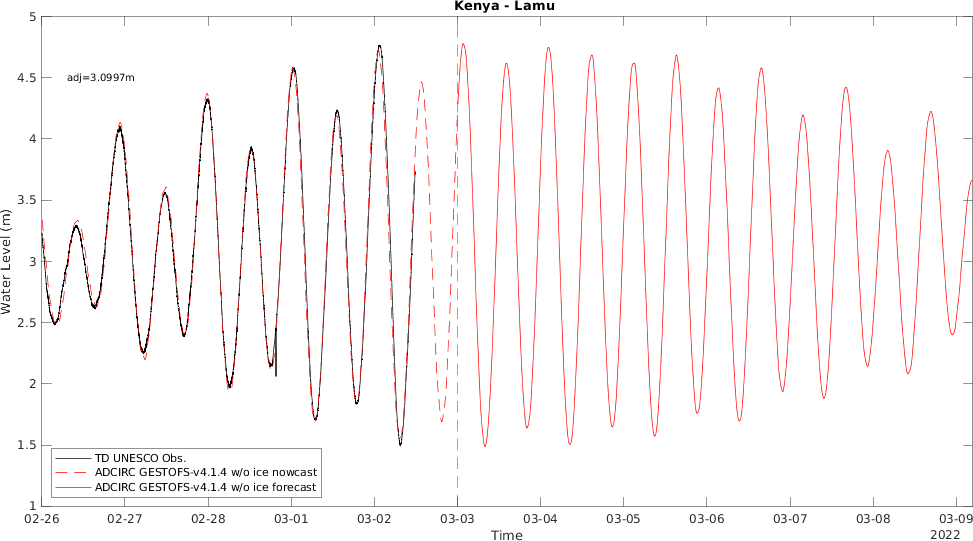 Kenya - Lamu
5
4.5
4
3.5
3
2.5
2
1.5
1
Water Level (m)
adj=3.0997m
TD UNESCO Obs.
ADCIRC GESTOFS-v4.1.4 w/o ice nowcast
ADCIRC GESTOFS-v4.1.4 w/o ice forecast
02-26 02-27 02-28 03-01 03-02 03-03 03-04 03-05 03-06 03-07 03-08 03-09
Time
2022